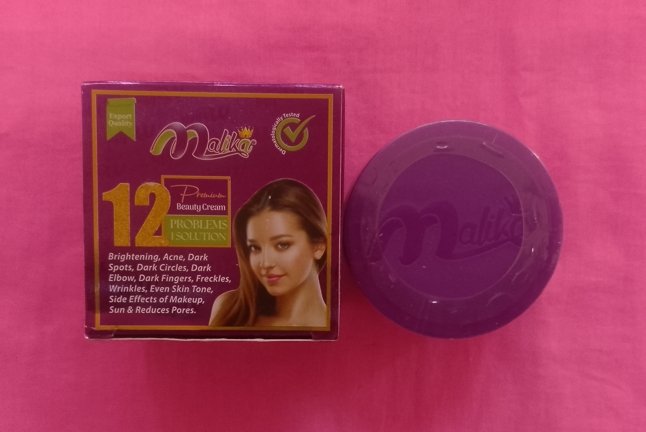 Export
Quality
Malika
Dermatologically Tested
12
Premium
Beauty Cream
PROBLEMS
1 SOLUTION
Brightening, Acne, Dark
Spots, Dark Circles, Dark
Elbow, Dark Fingers, Freckles,
Wrinkles, Even Skin Tone,
Side Effects of Makeup,
Sun & Reduces Pores.
Malika